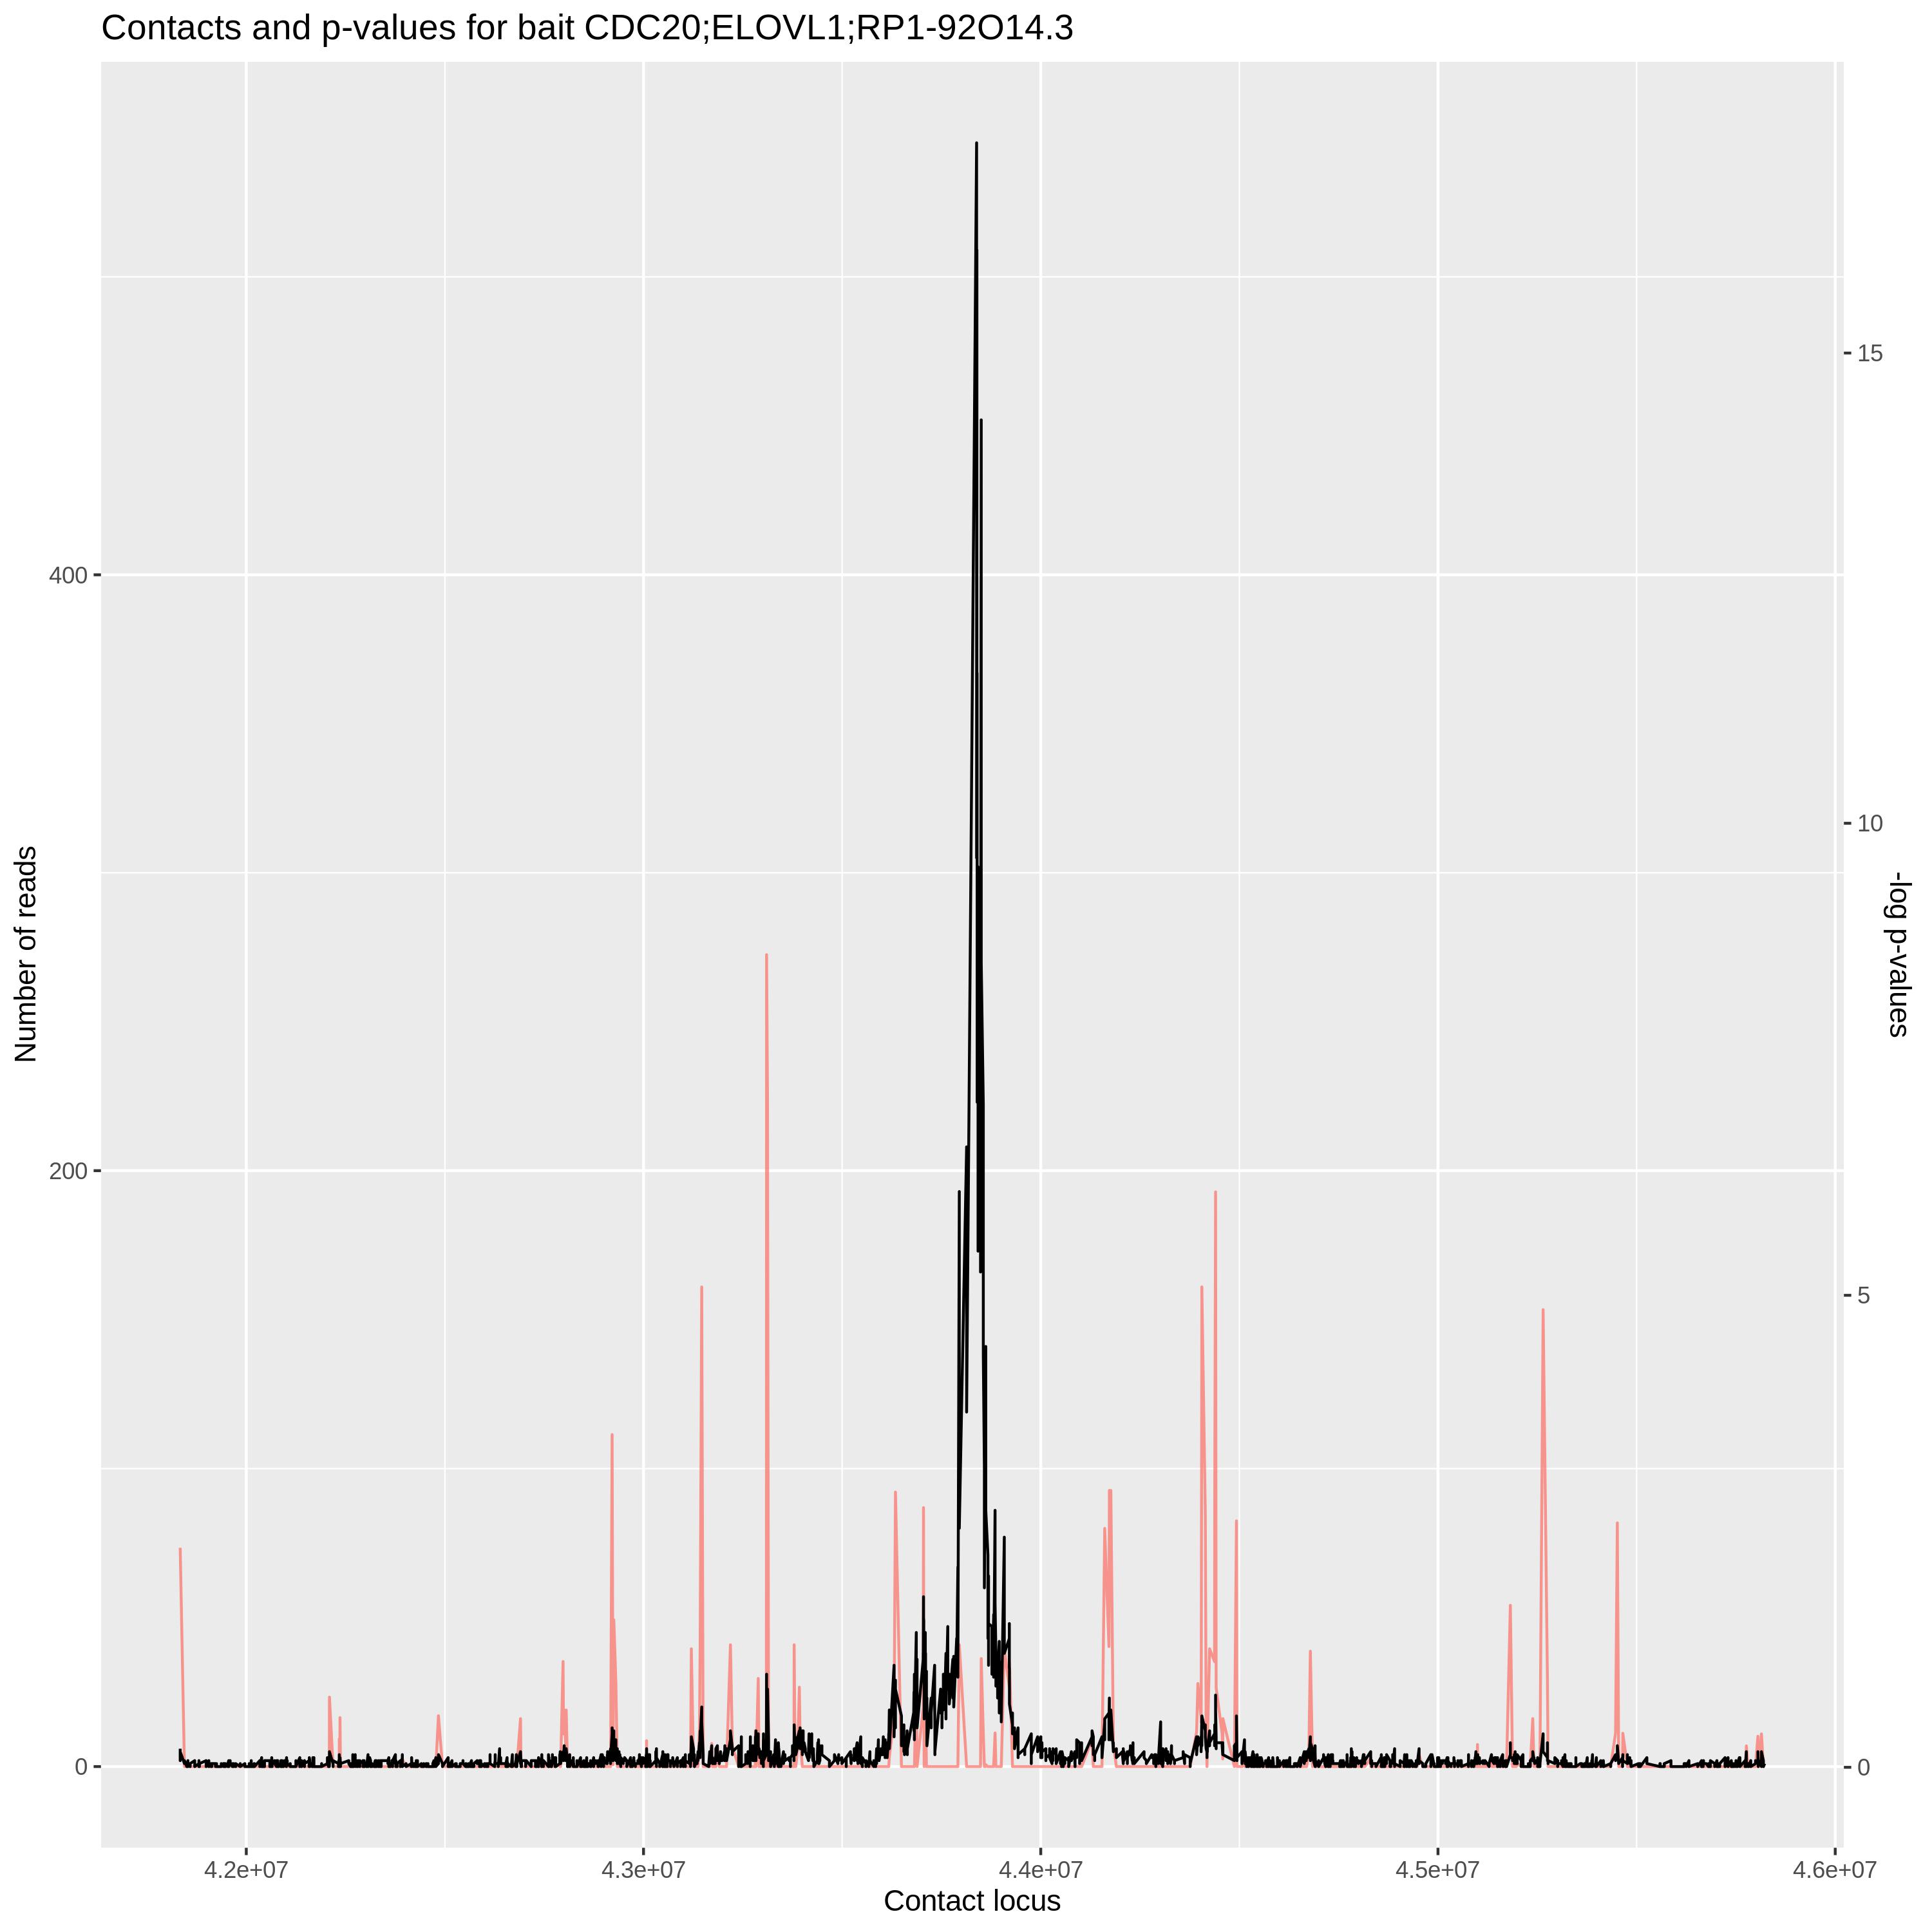 Contacts and p-values for bait CDC20;ELOVL1;RP1-92O14.3
15
400
10
Number of reads
-log p-values
200
5
0
0
4.2e+07
4.3e+07
4.4e+07
4.5e+07
4.6e+07
Contact locus